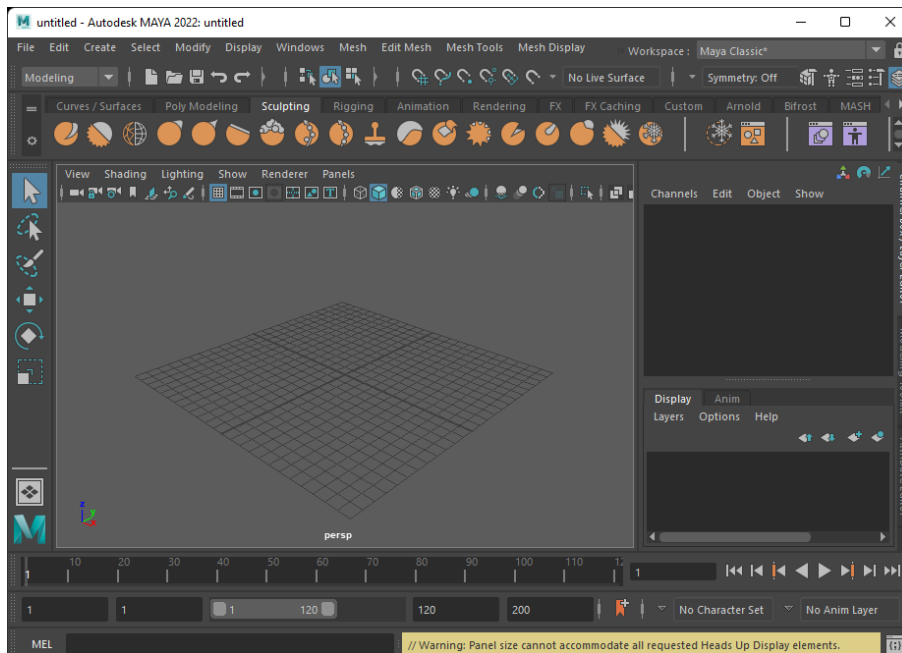 untitled - Autodesk MAYA 2022: untitled
File Edit Create Select Modify Display Windows Mesh Edit Mesh Mesh Tools Mesh Display Workspace : Maya Classic*
Modeling No Live Surface Symmetry: Off
Curves / Surfaces Poly Modeling Sculpting Rigging Animation Rendering FX FX Caching Custom Arnold Bifrost MASH
View Shading Lighting Show Renderer Panels
Channels Edit Object Show
z
y
x
persp
Display Anim
Layers Options Help
10 20 30 40 50 60 70 80 90 100 110
1 1
1 1 1 120 120 200 No Character Set No Anim Layer
MEL // Warning: Panel size cannot accommodate all requested Heads Up Display elements.